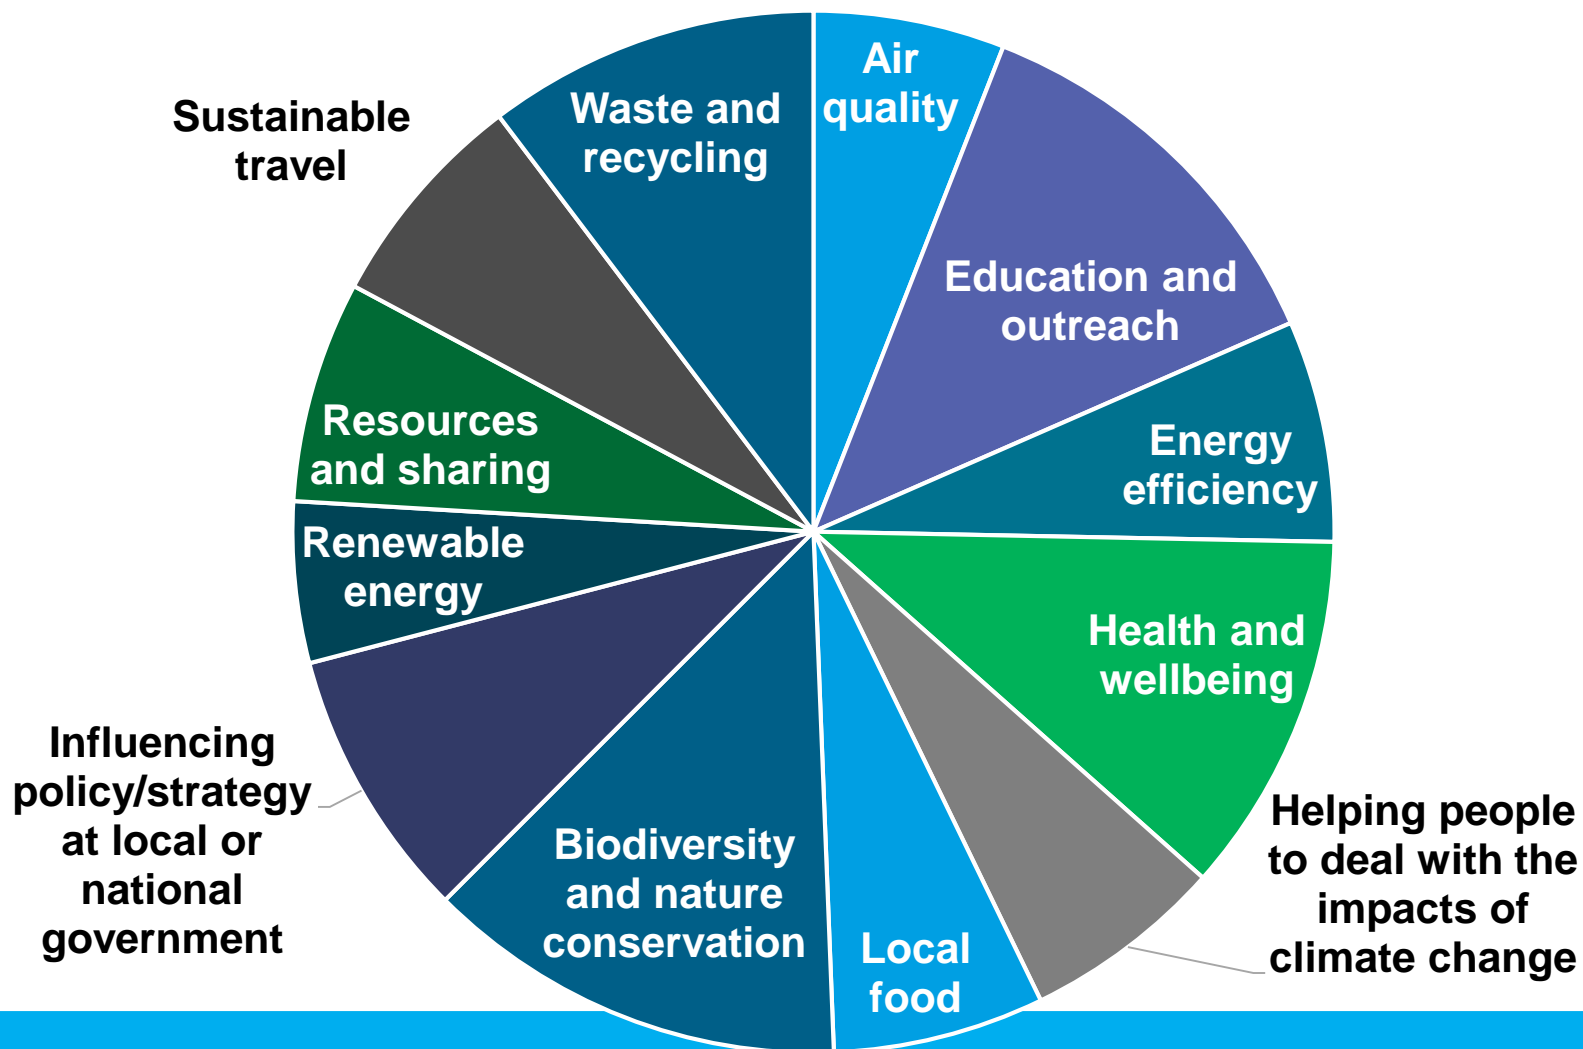 Air
quality
Education and
outreach
Energy
efficiency
Health and
wellbeing
Helping people
to deal with the
impacts of
climate change
Local
food
Biodiversity
and nature
conservation
Influencing
policy/strategy
at local or
national
government
Renewable
energy
Resources
and sharing
Sustainable
travel
Waste and
recycling